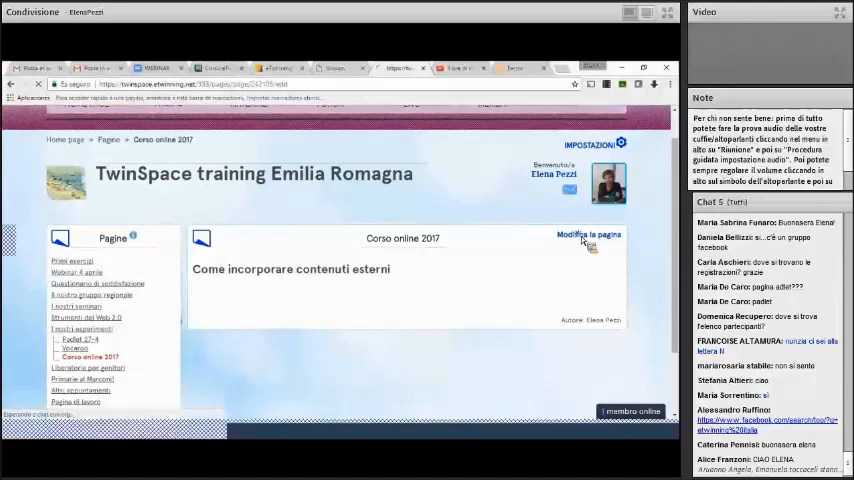 Condivisione - ElenaPezzi
Video
WEBINAR
Es seguro https://twinspace.etwinning.net/338/pages/page/242103/edit
Aplicaciones
Note
Per chi non sente bene: prima di tutto
potete fare la prova audio delle vostre
cuffie/altoparlanti cliccando nel menu in
alto su "Riunione" e poi su "Procedura
guidata impostazione audio". Poi potete
sempre regolare il volume cliccando in
alto sul simbolo dell'altoparlante e poi su
Home page » Pagine » Corso online 2017
IMPOSTAZIONI
TwinSpace training Emilia Romagna
Benvenuto/a
Elena Pezzi
Pagine
Primi esercizi
Webinar 4 aprile
Questionario di soddisfazione
Il nostro gruppo regionale
I nostri seminari
Strumenti del Web 2.0
I nostri esperimenti
Padlet 27-4
Vocaroo
Corso online 2017
Laboratorio per genitori
Primarie al Marconi
Altri appuntamenti
Pagina di lavoro
Corso online 2017
Modifica la pagina
Come incorporare contenuti esterni
Autore: Elena Pezzi
1 membro online
Chat 5 (Tutti)
Maria Sabrina Funaro: Buonasera
Elena!
Daniela Bellizzi: si...c'è un gruppo
facebook
Carla Aschieri: dove si trovano le
registrazioni? grazie
Maria De Caro: pagina adlet???
Maria De Caro: padlet
Domenica Recupero: dove si trova
l'elenco partecipanti?
FRANCOISE ALTAMURA: nunzia ci sei alla
lettera N
mariarosaria stabile: non si sente
Stefania Altieri: ciao
Maria Sorrentino: si
Alessandro Ruffino:
https://www.facebook.com/search/top/?q=
etwinning%20italia
Caterina Pennisi: buonasera elena
Alice Franzoni: CIAO ELENA
Aruanno Angela, Emanuela toccaceli stann...